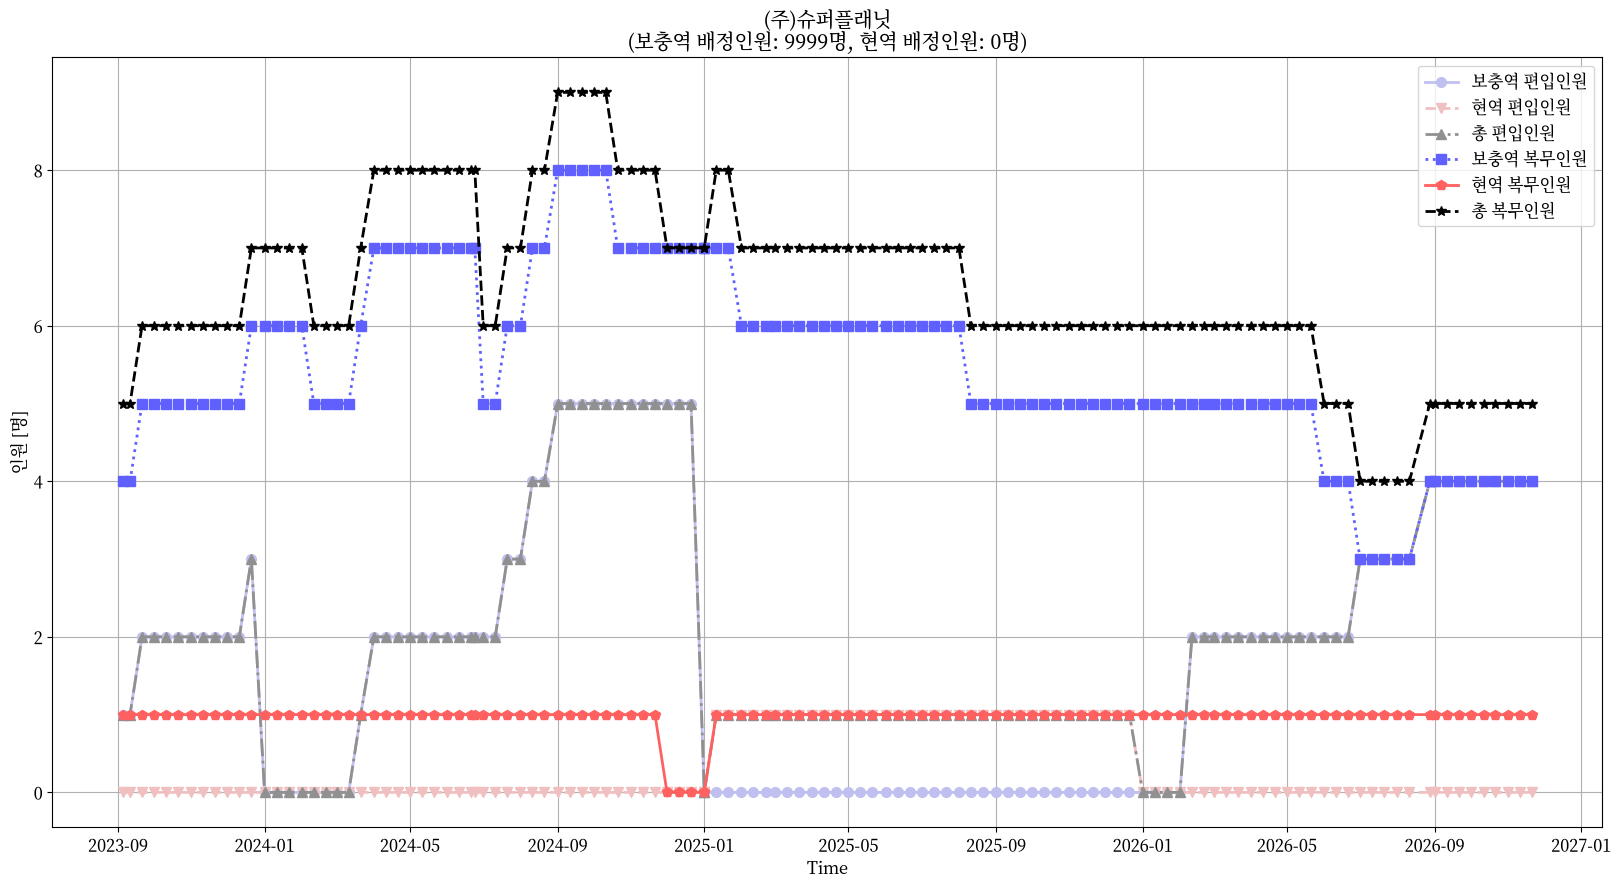 (주)슈퍼플래닛
(보충역 배정인원: 9999명, 현역 배정인원: 0명)
보충역 편입인원
현역 편입인원
총 편입인원
보충역 복무인원
현역 복무인원
총 복무인원
인원 [명]
8
6
4
2
0
2023-09 2024-01 2024-05 2024-09 2025-01 2025-05 2025-09 2026-01 2026-05 2026-09 2027-01
Time